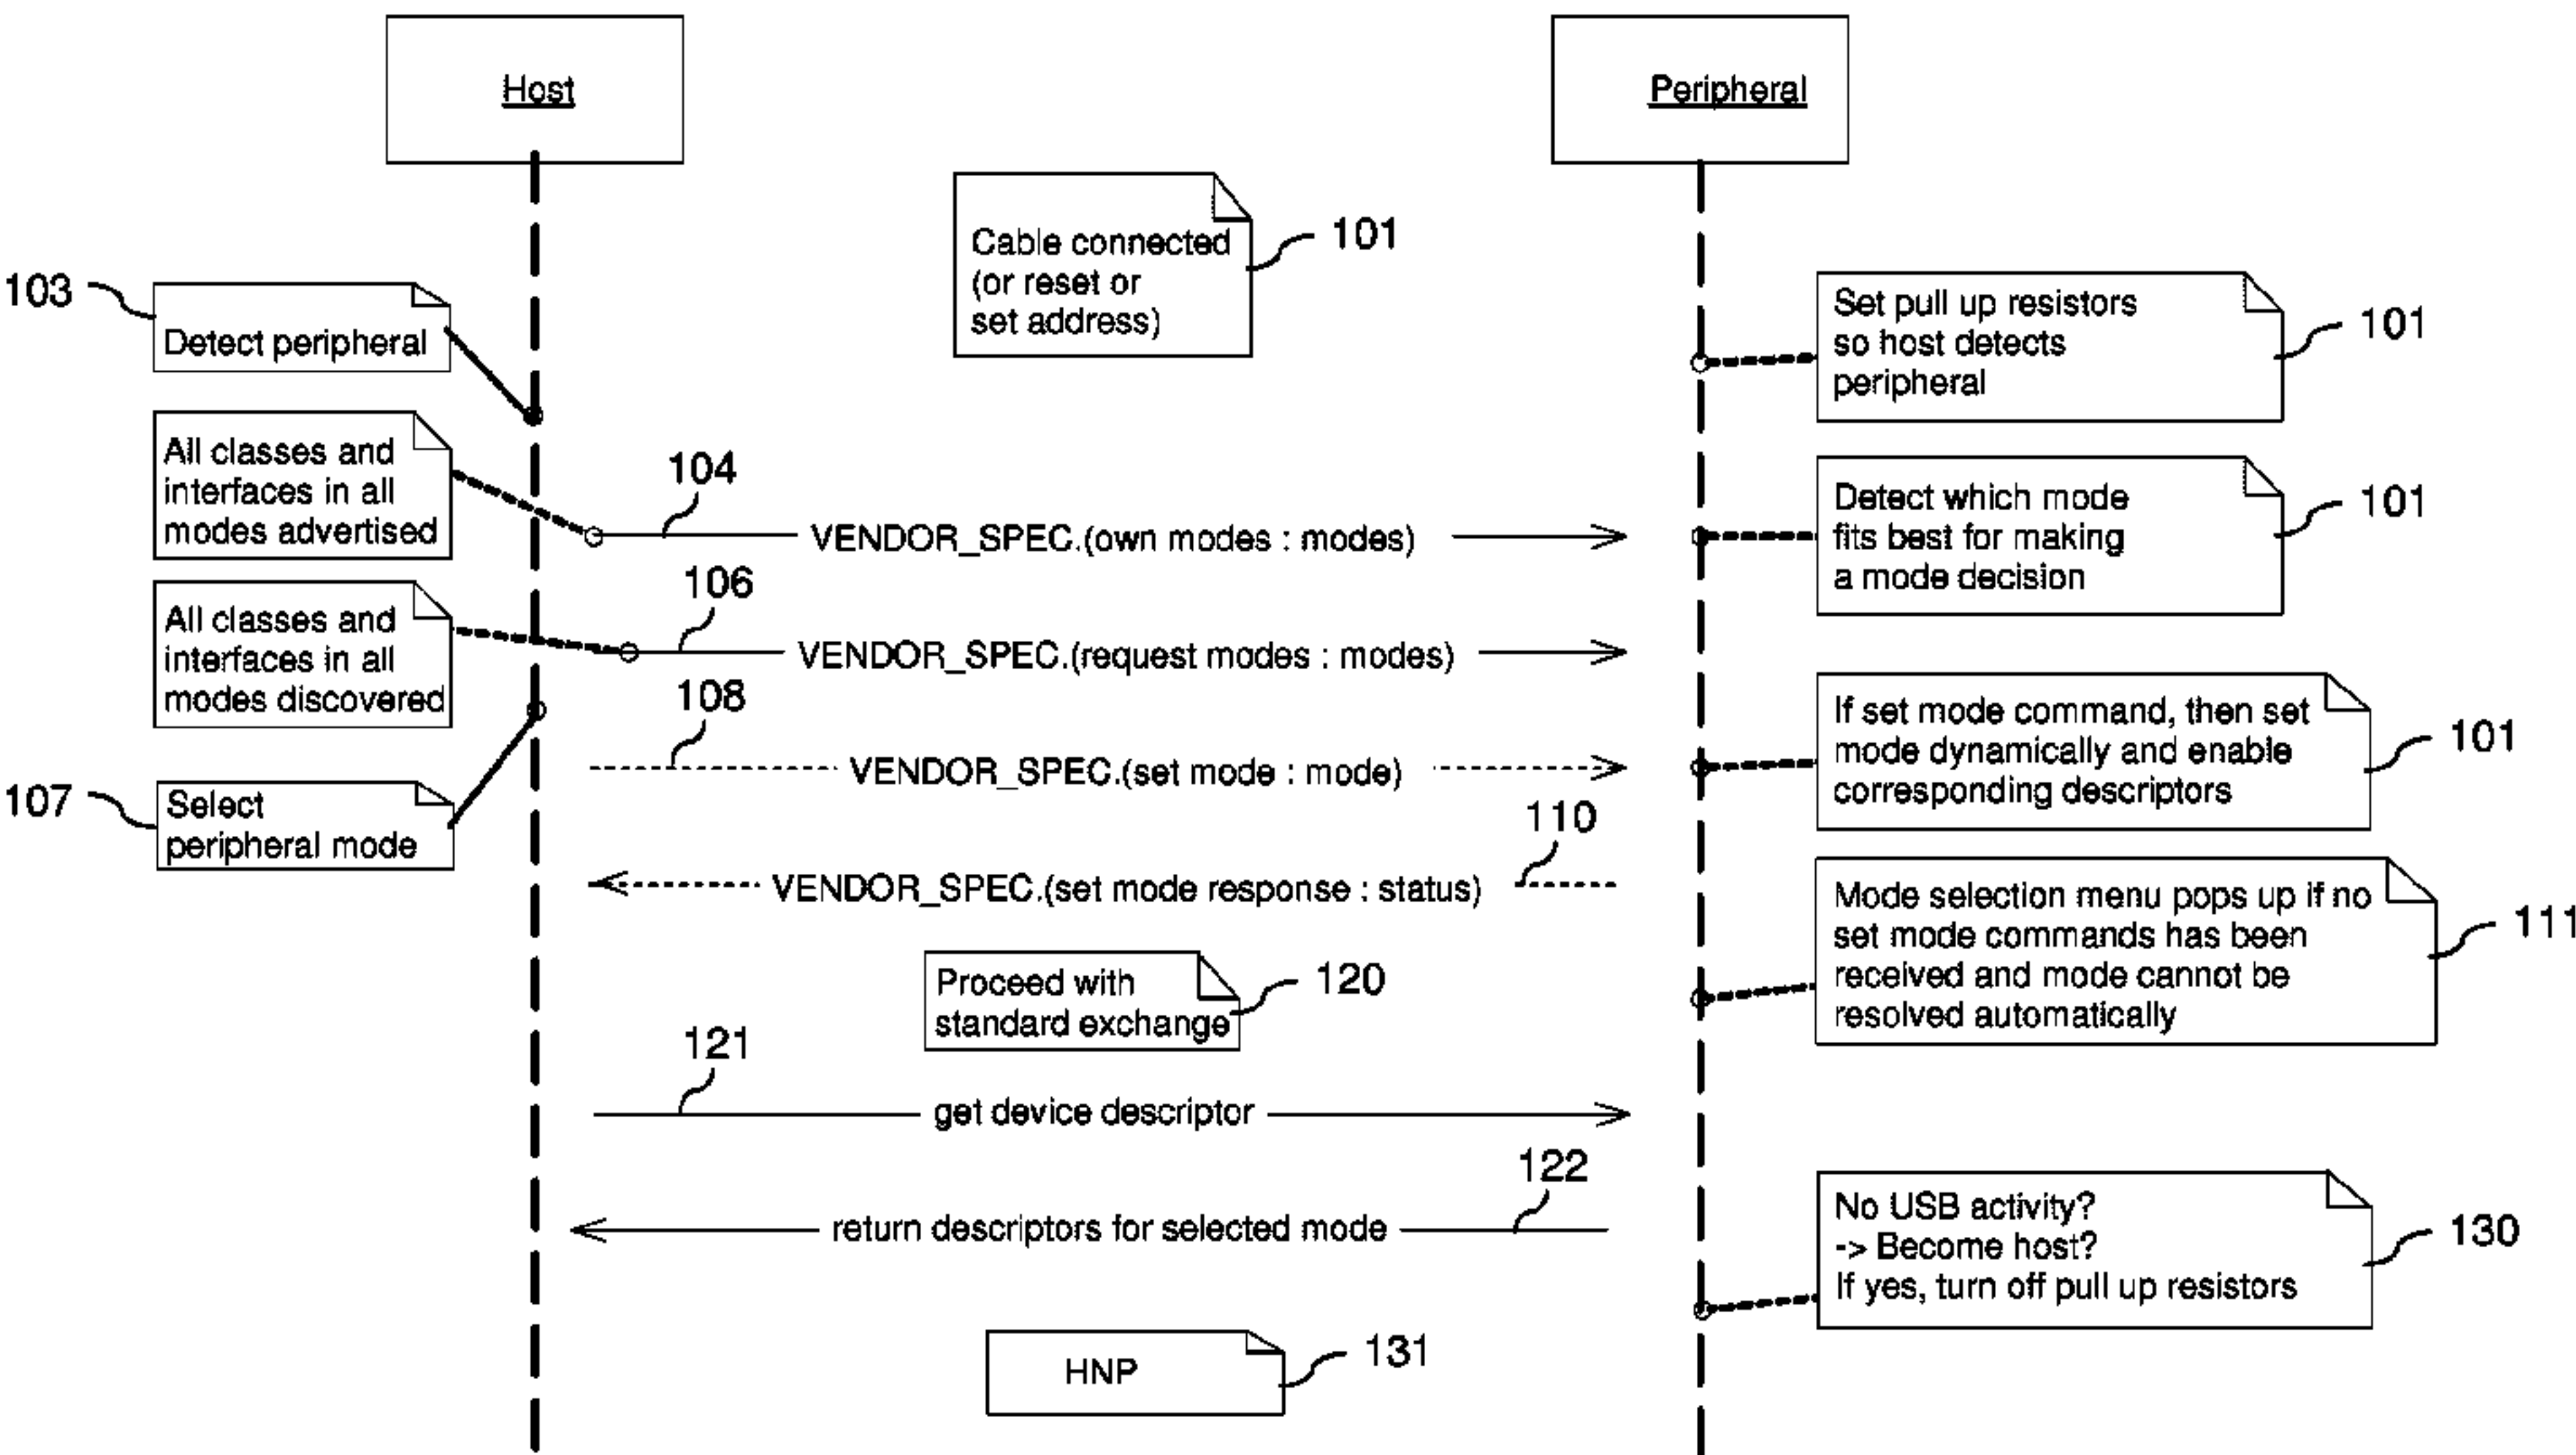 Host
Peripheral
Cable connected
(or reset or
set address)
101
103
Detect peripheral
Set pull up resistors
so host detects
peripheral
101
All classes and
interfaces in all
modes advertised
104
VENDOR_SPEC.(own modes : modes)
Detect which mode
fits best for making
a mode decision
101
All classes and
interfaces in all
modes discovered
106
VENDOR_SPEC.(request modes : modes)
108
VENDOR_SPEC.(set mode : mode)
If set mode command, then set
mode dynamically and enable
corresponding descriptors
101
107
Select
peripheral mode
110
VENDOR_SPEC.(set mode response : status)
Mode selection menu pops up if no
set mode commands has been
received and mode cannot be
resolved automatically
111
Proceed with
standard exchange
120
121
get device descriptor
122
return descriptors for selected mode
No USB activity?
-> Become host?
If yes, turn off pull up resistors
130
HNP
131